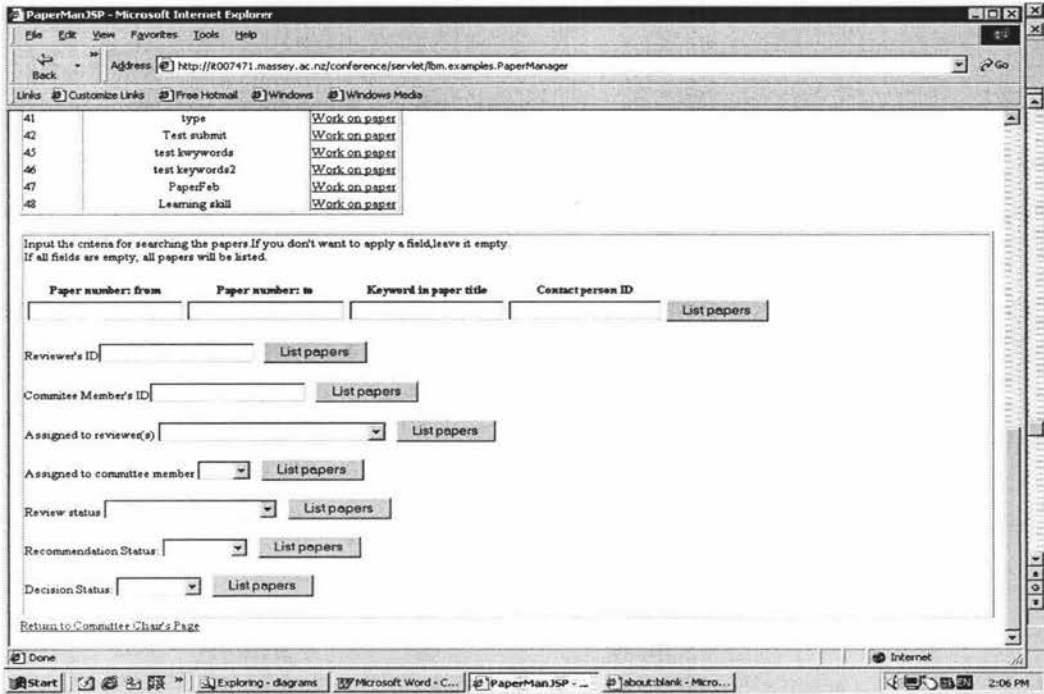 PaperManJSP - Microsoft Internet Explorer
File Edit View Favorites Tools Help
Back Address http://it007471.massey.ac.nz/conference/servlet/lbm.examples.PaperManager Go
Links Customize Links Free Hotmail Windows Windows Media
41 type Work on paper
42 Test submit Work on paper
45 test kwywords Work on paper
46 test keywords2 Work on paper
47 PaperFeb Work on paper
48 Learning skill Work on paper
Input the criteria for searching the papers.If you don't want to apply a field,leave it empty.
If all fields are empty, all papers will be listed.
Paper number: from Paper number: to Keyword in paper title Contact person ID
List papers
Reviewer's ID List papers
Commitee Member's ID List papers
Assigned to reviewer(s) List papers
Assigned to committee member List papers
Review status List papers
Recommendation Status: List papers
Decision Status: List papers
Return to Committee Chair's Page
Done Internet
Start Exploring - diagrams Microsoft Word - C... PaperManJSP - ... about:blank - Micro... 2:06 PM